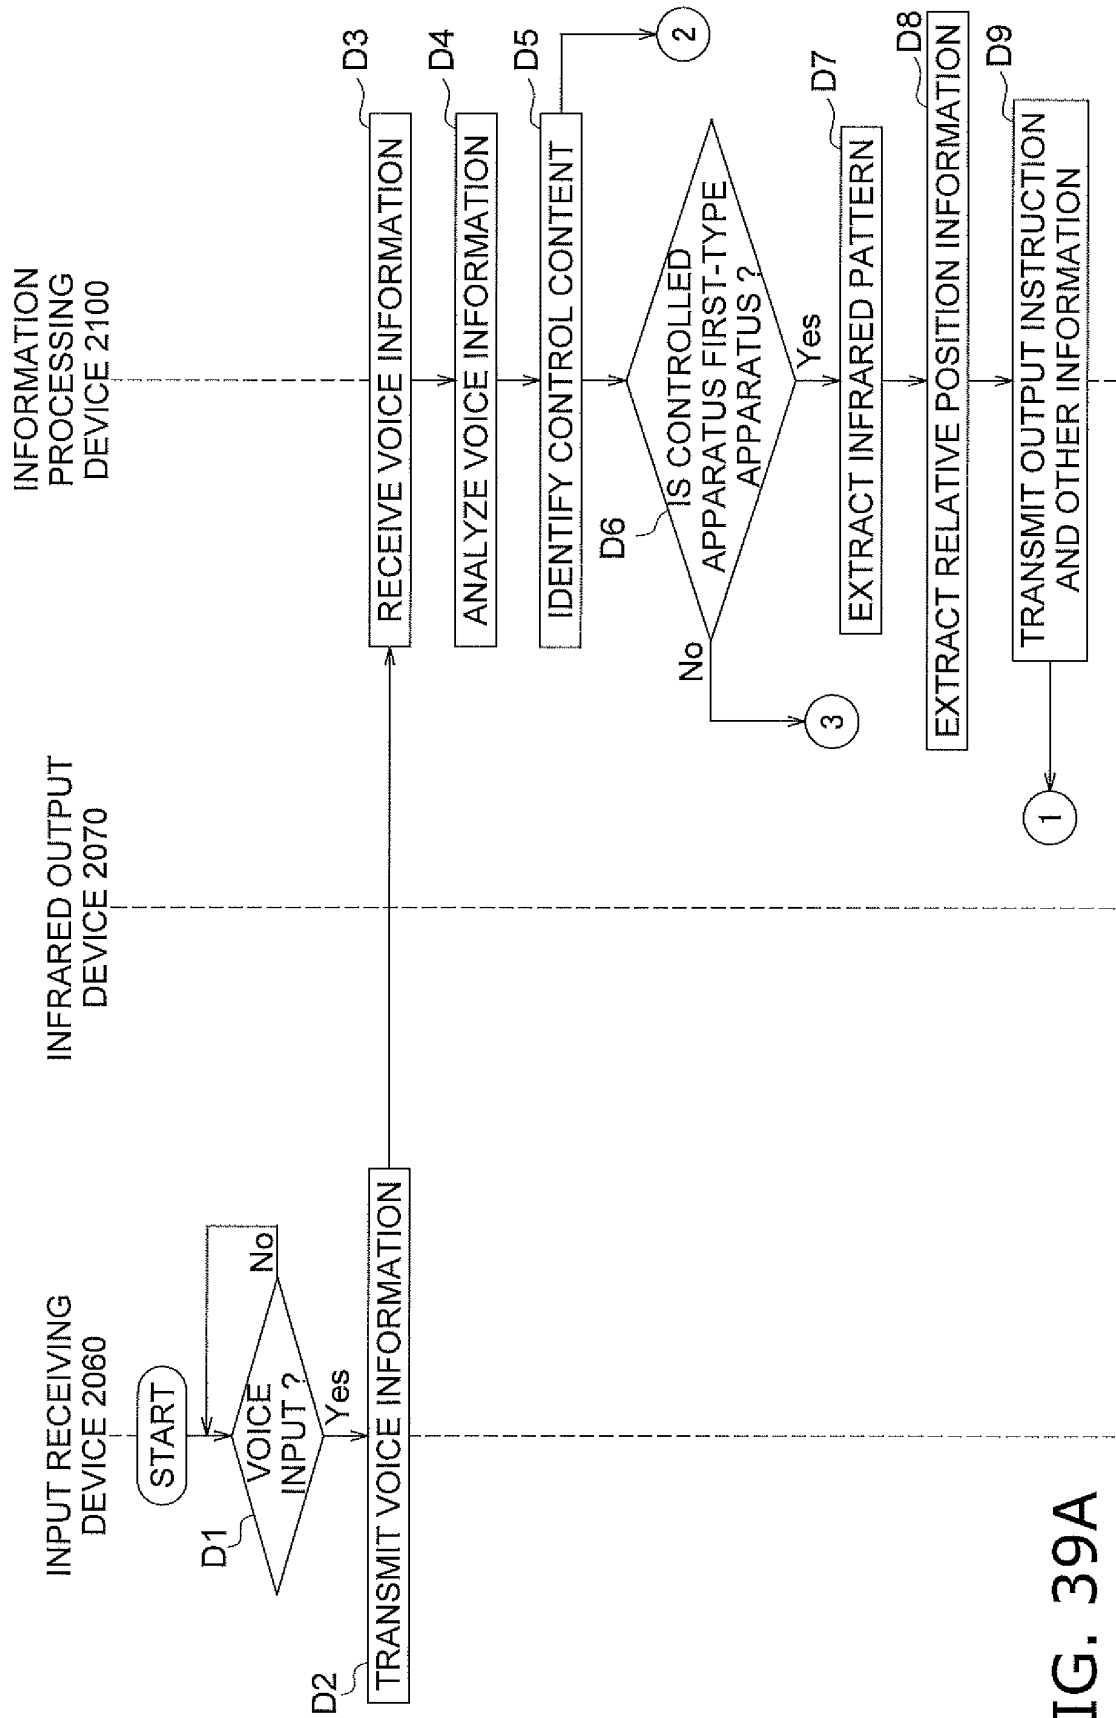 INPUT RECEIVING
DEVICE 2060
INFRARED OUTPUT
DEVICE 2070
INFORMATION
PROCESSING
DEVICE 2100
START
D1
VOICE
INPUT ?
No
Yes
D2
TRANSMIT VOICE INFORMATION
D3
RECEIVE VOICE INFORMATION
D4
ANALYZE VOICE INFORMATION
D5
IDENTIFY CONTROL CONTENT
2
D6
IS CONTROLLED
APPARATUS FIRST-TYPE
APPARATUS ?
No
3
Yes
D7
EXTRACT INFRARED PATTERN
D8
EXTRACT RELATIVE POSITION INFORMATION
D9
TRANSMIT OUTPUT INSTRUCTION
AND OTHER INFORMATION
1
IG. 39A